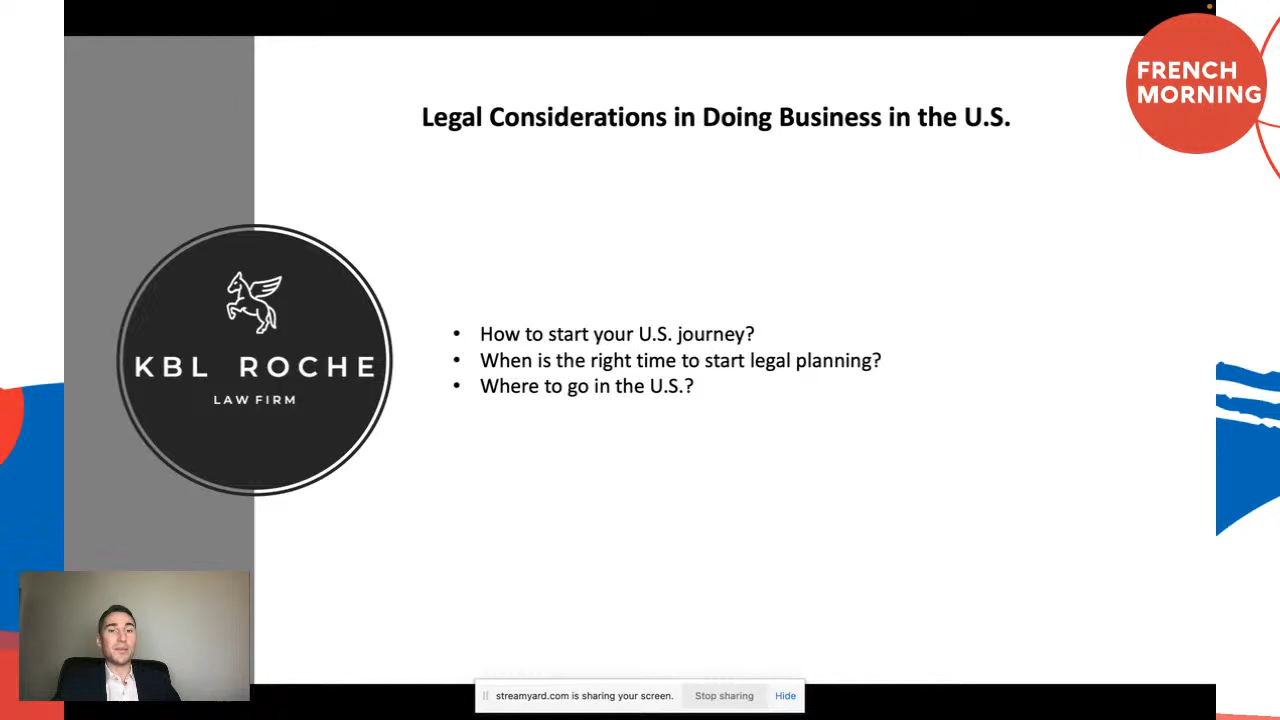 FRENCH
MORNING
Legal Considerations in Doing Business in the U.S.
KBL ROCHE
LAW FIRM
• How to start your U.S. journey?
• When is the right time to start legal planning?
• Where to go in the U.S.?
streamyard.com is sharing your screen. Stop sharing Hide